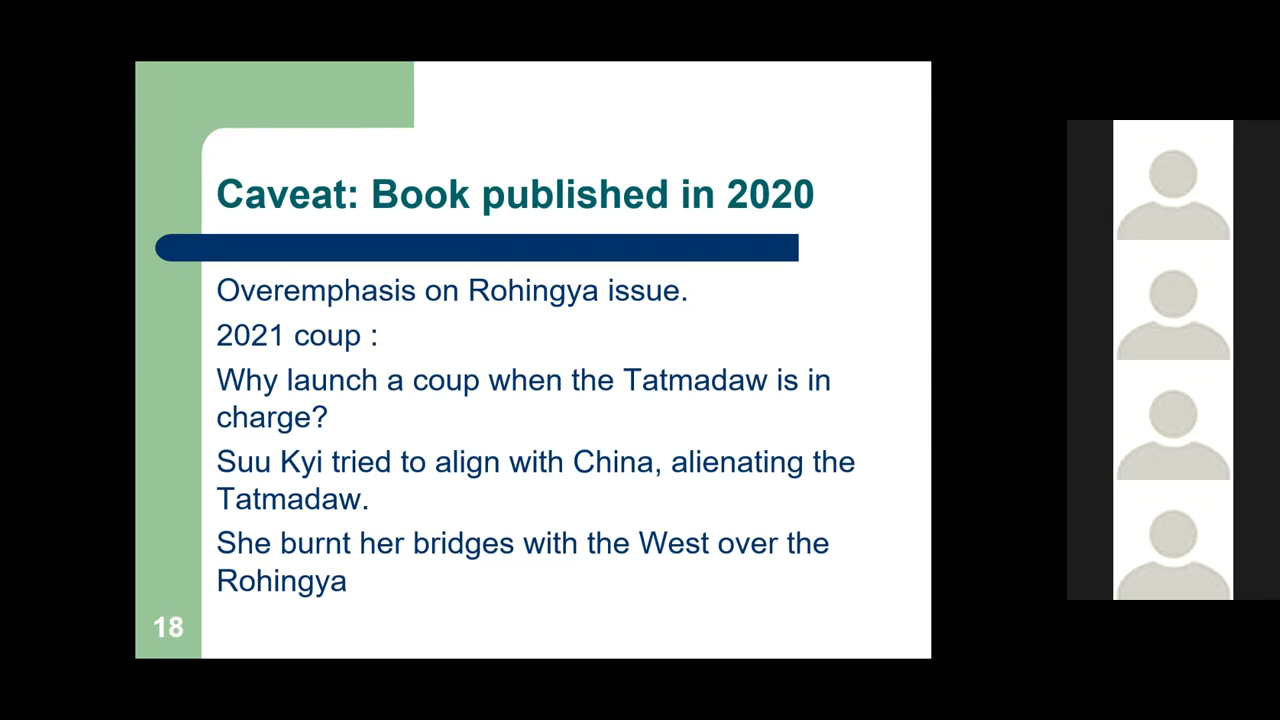 Caveat: Book published in 2020
Overemphasis on Rohingya issue.
2021 coup :
Why launch a coup when the Tatmadaw is in
charge?
Suu Kyi tried to align with China, alienating the
Tatmadaw.
She burnt her bridges with the West over the
Rohingya
18